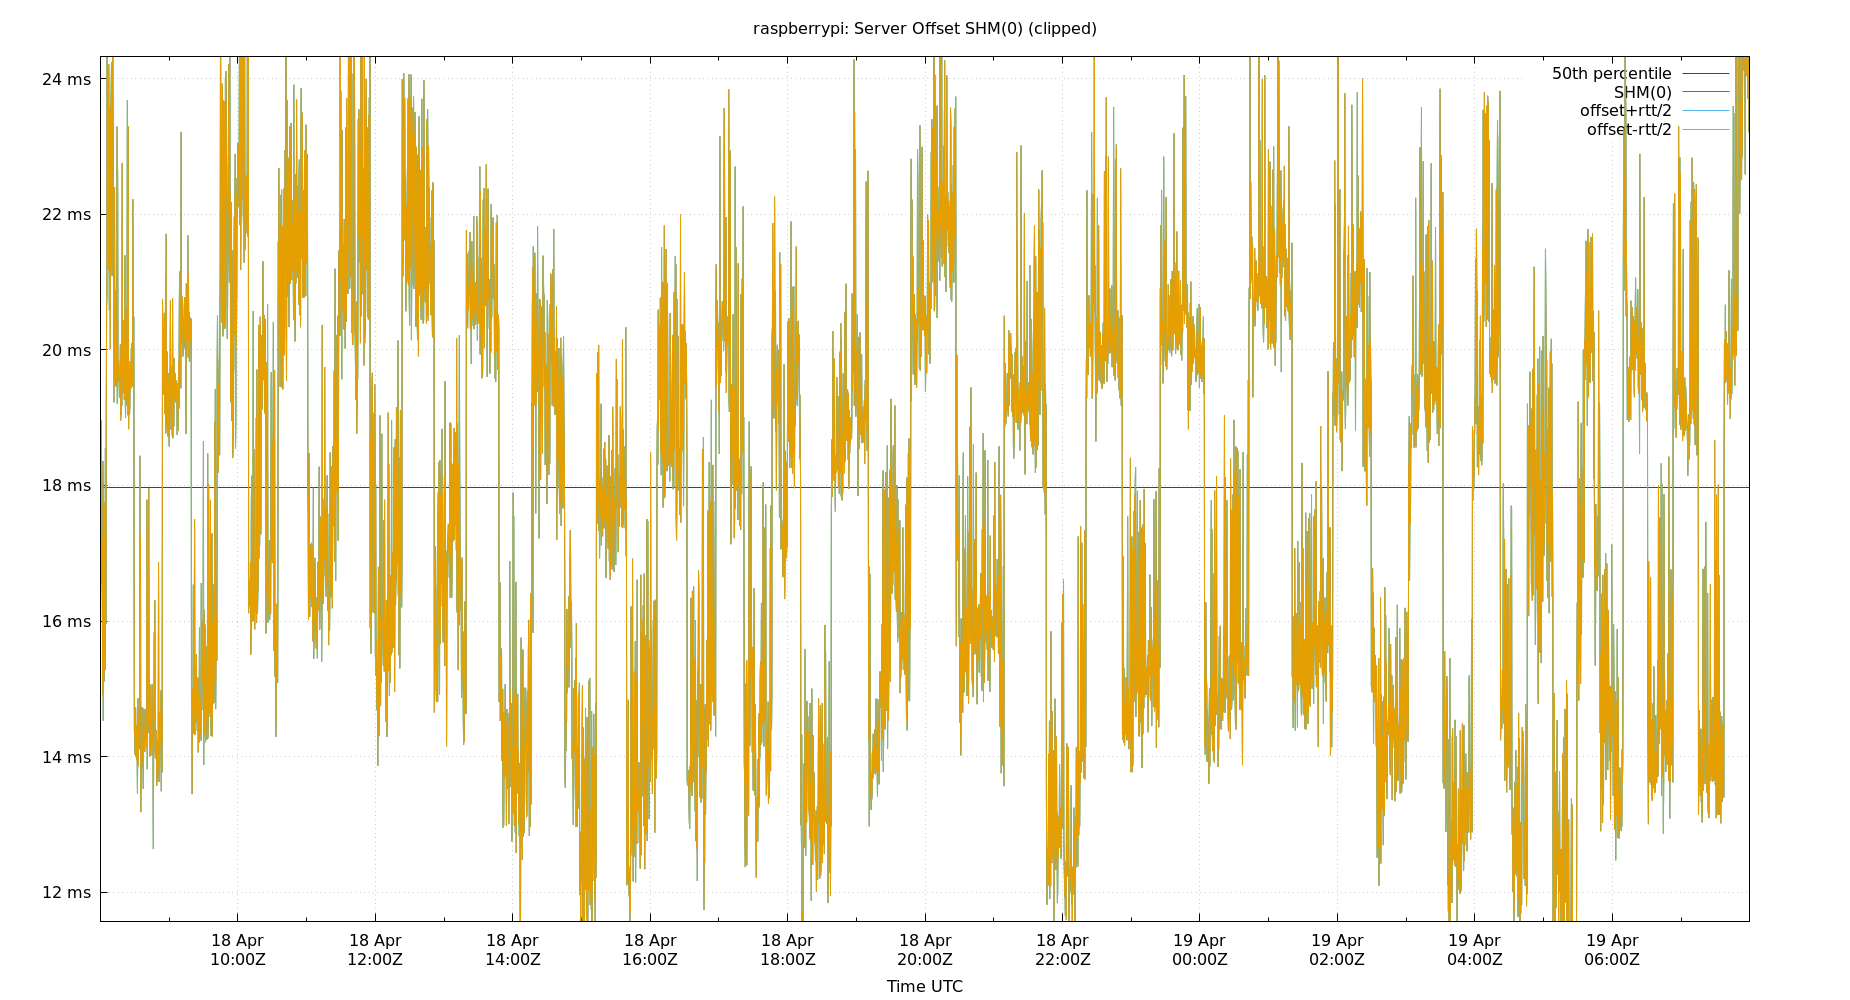 raspberrypi: Server Offset SHM(0) (clipped)
50th percentile
SHM(0)
offset+rtt/2
offset-rtt/2
24 ms
22 ms
20 ms
18 ms
16 ms
14 ms
12 ms
18 Apr 18 Apr 18 Apr 18 Apr 18 Apr 18 Apr 18 Apr 19 Apr 19 Apr 19 Apr 19 Apr
10:00Z 12:00Z 14:00Z 16:00Z 18:00Z 20:00Z 22:00Z 00:00Z 02:00Z 04:00Z 06:00Z
Time UTC